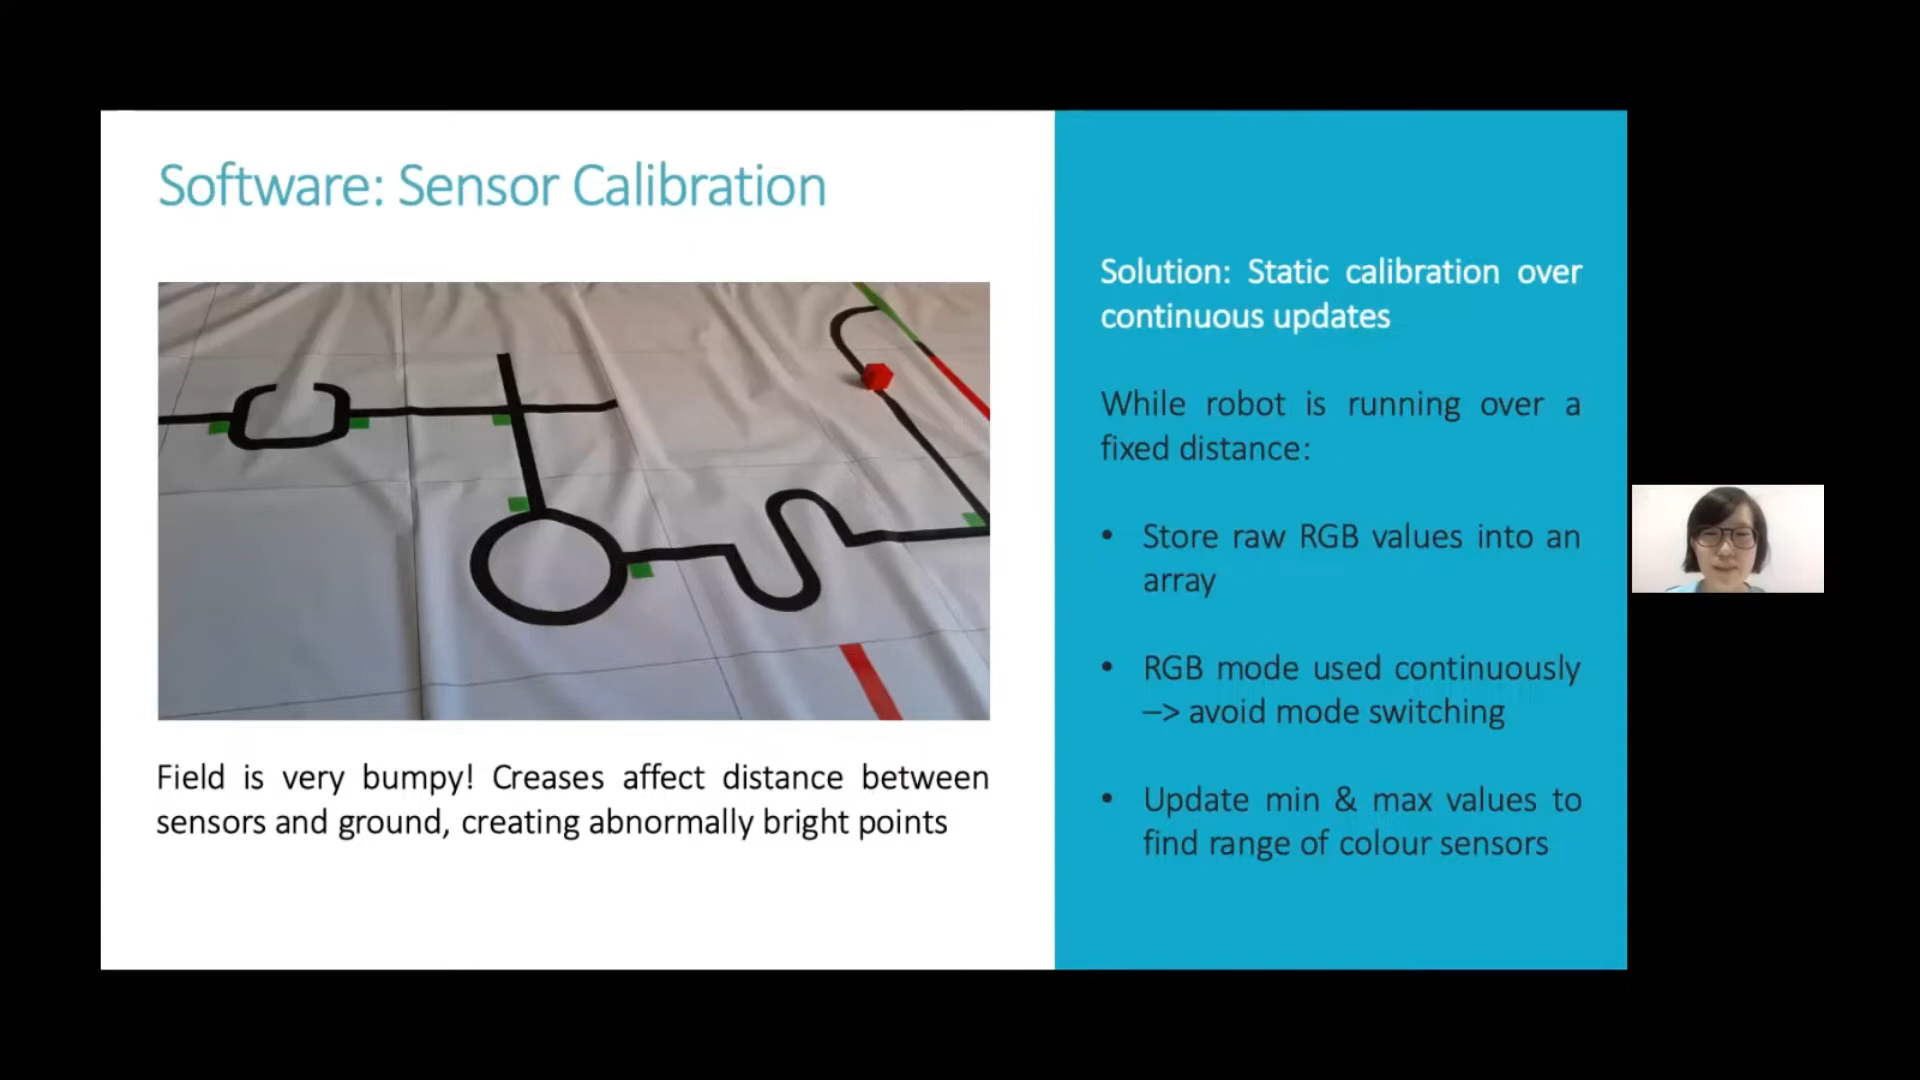 Software: Sensor Calibration
Field is very bumpy! Creases affect distance between
sensors and ground, creating abnormally bright points
Solution: Static calibration over
continuous updates
While robot is running over a
fixed distance:
• Store raw RGB values into an
array
• RGB mode used continuously
–> avoid mode switching
• Update min & max values to
find range of colour sensors